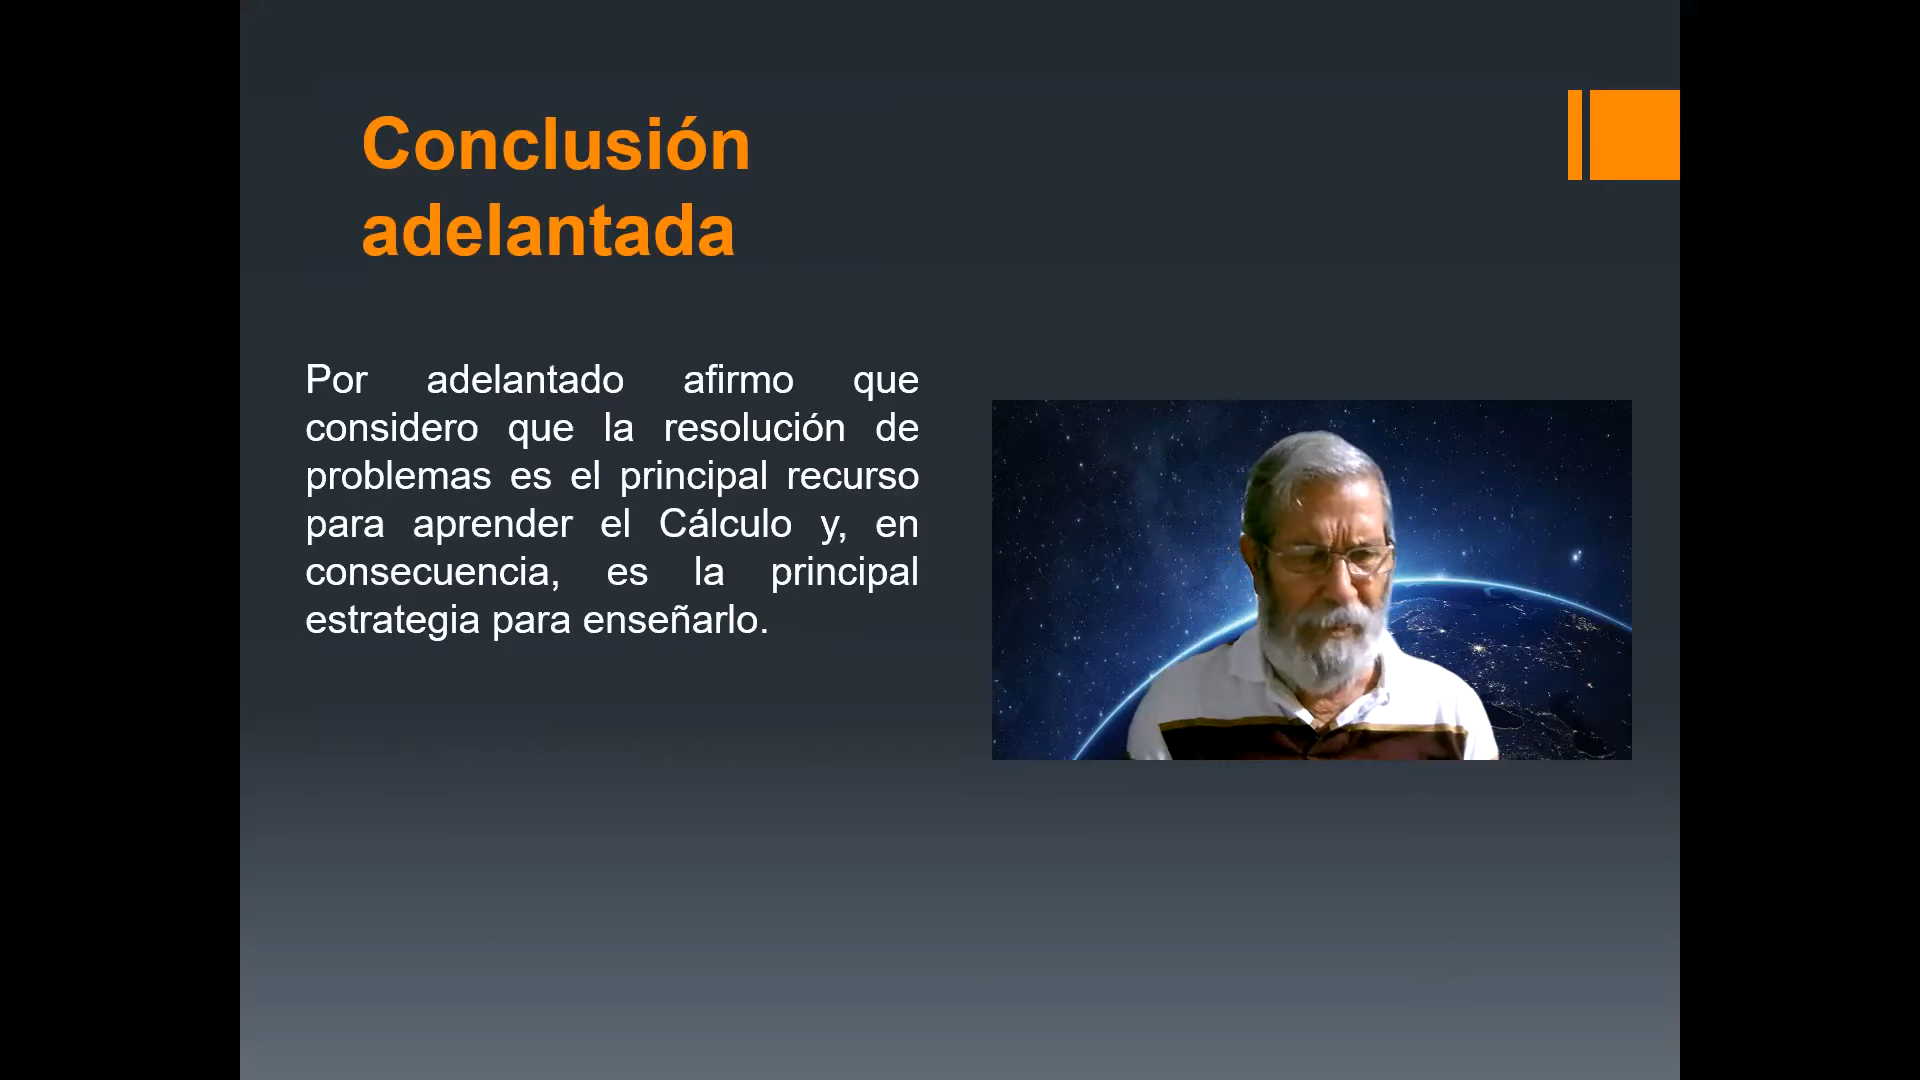 Conclusión
adelantada
Por adelantado afirmo que
considero que la resolución de
problemas es el principal recurso
para aprender el Cálculo y, en
consecuencia, es la principal
estrategia para enseñarlo.